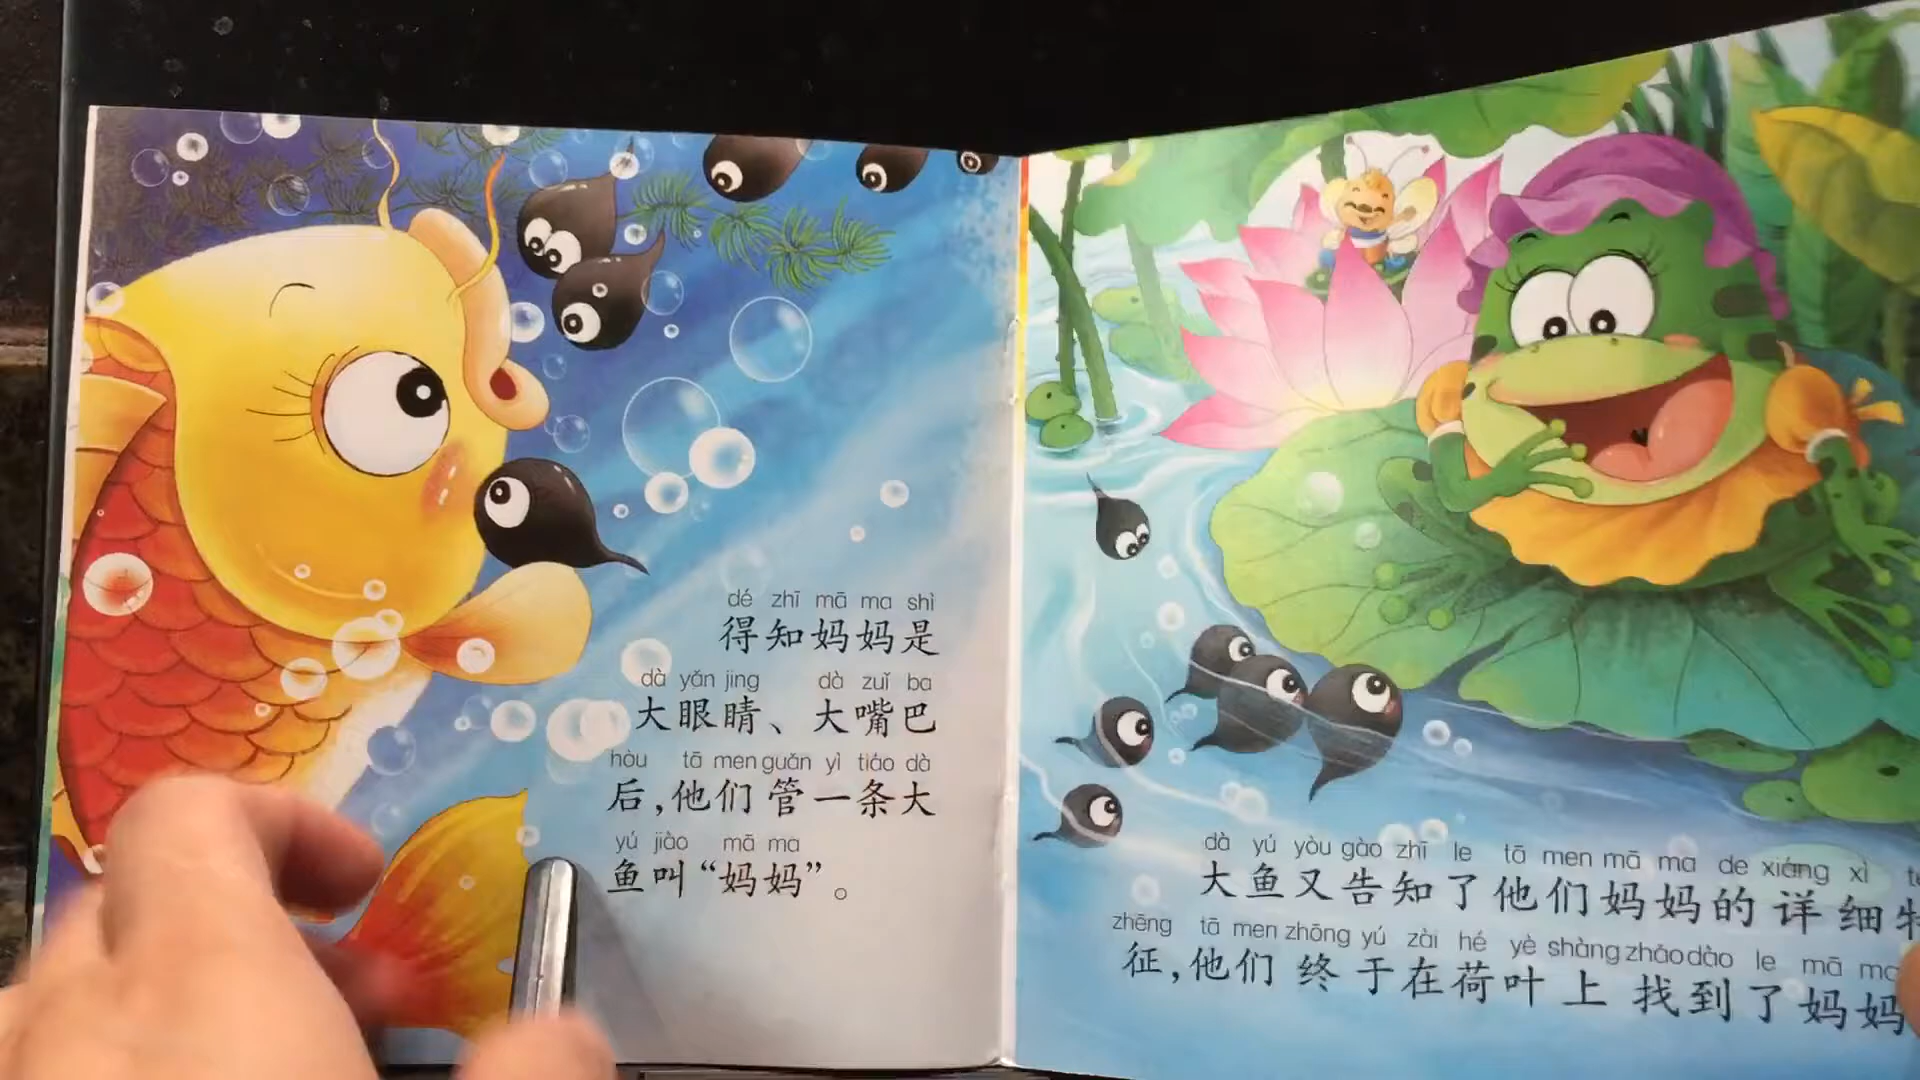 dé zhī mā ma shì
得知妈妈是
dà yǎn jing dà zuǐ ba
大眼睛、大嘴巴
hòu tā men guǎn yì tiáo dà
后,他们管一条大
yú jiào mā ma
鱼叫“妈妈”。
dà yú yòu gào zhī le tā men mā ma de xiáng xì
大鱼又告知了他们妈妈的详细特
zhēng tā men zhōng yú zài hé yè shàng zhǎo dào le mā ma
征,他们终于在荷叶上找到了妈妈